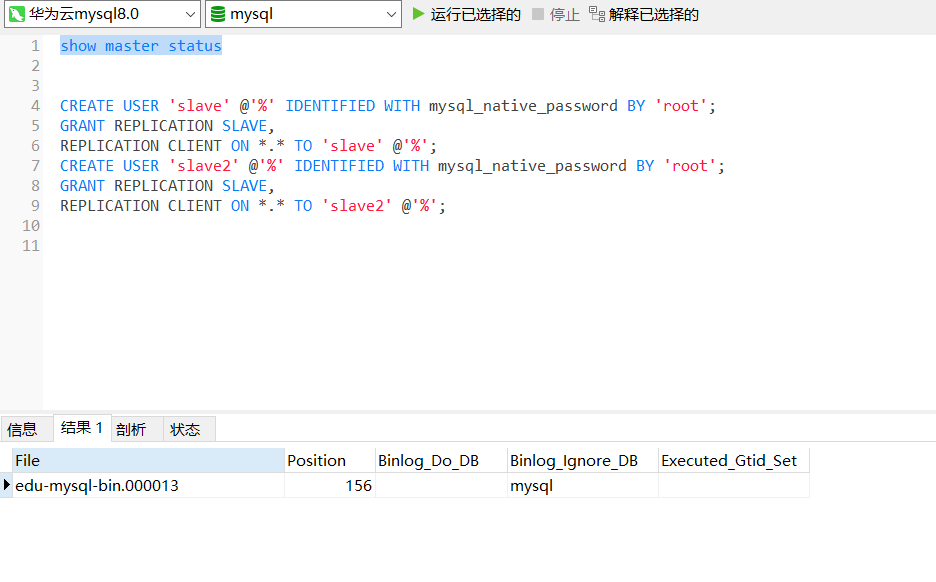 华为云mysql8.0 mysql 运行已选择的 停止 解释已选择的
1 show master status
2
3
4 CREATE USER 'slave' @'%' IDENTIFIED WITH mysql_native_password BY 'root';
5 GRANT REPLICATION SLAVE,
6 REPLICATION CLIENT ON *.* TO 'slave' @'%';
7 CREATE USER 'slave2' @'%' IDENTIFIED WITH mysql_native_password BY 'root';
8 GRANT REPLICATION SLAVE,
9 REPLICATION CLIENT ON *.* TO 'slave2' @'%';
10
11
信息 结果 1 剖析 状态
File Position Binlog_Do_DB Binlog_Ignore_DB Executed_Gtid_Set
edu-mysql-bin.000013 156 mysql